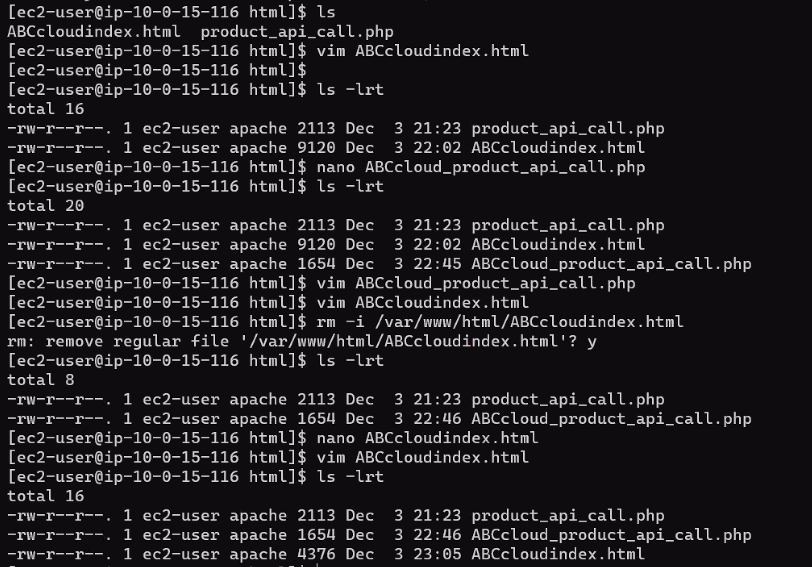 [ec2-user@ip-10-0-15-116 html]$ ls
ABCcloudindex.html  product_api_call.php
[ec2-user@ip-10-0-15-116 html]$ vim ABCcloudindex.html
[ec2-user@ip-10-0-15-116 html]$
[ec2-user@ip-10-0-15-116 html]$ ls -lrt
total 16
-rw-r--r--. 1 ec2-user apache 2113 Dec  3 21:23 product_api_call.php
-rw-r--r--. 1 ec2-user apache 9120 Dec  3 22:02 ABCcloudindex.html
[ec2-user@ip-10-0-15-116 html]$ nano ABCcloud_product_api_call.php
[ec2-user@ip-10-0-15-116 html]$ ls -lrt
total 20
-rw-r--r--. 1 ec2-user apache 2113 Dec  3 21:23 product_api_call.php
-rw-r--r--. 1 ec2-user apache 9120 Dec  3 22:02 ABCcloudindex.html
-rw-r--r--. 1 ec2-user apache 1654 Dec  3 22:45 ABCcloud_product_api_call.php
[ec2-user@ip-10-0-15-116 html]$ vim ABCcloud_product_api_call.php
[ec2-user@ip-10-0-15-116 html]$ vim ABCcloudindex.html
[ec2-user@ip-10-0-15-116 html]$ rm -i /var/www/html/ABCcloudindex.html
rm: remove regular file '/var/www/html/ABCcloudindex.html'? y
[ec2-user@ip-10-0-15-116 html]$ ls -lrt
total 8
-rw-r--r--. 1 ec2-user apache 2113 Dec  3 21:23 product_api_call.php
-rw-r--r--. 1 ec2-user apache 1654 Dec  3 22:46 ABCcloud_product_api_call.php
[ec2-user@ip-10-0-15-116 html]$ nano ABCcloudindex.html
[ec2-user@ip-10-0-15-116 html]$ vim ABCcloudindex.html
[ec2-user@ip-10-0-15-116 html]$ ls -lrt
total 16
-rw-r--r--. 1 ec2-user apache 2113 Dec  3 21:23 product_api_call.php
-rw-r--r--. 1 ec2-user apache 1654 Dec  3 22:46 ABCcloud_product_api_call.php
-rw-r--r--. 1 ec2-user apache 4376 Dec  3 23:05 ABCcloudindex.html